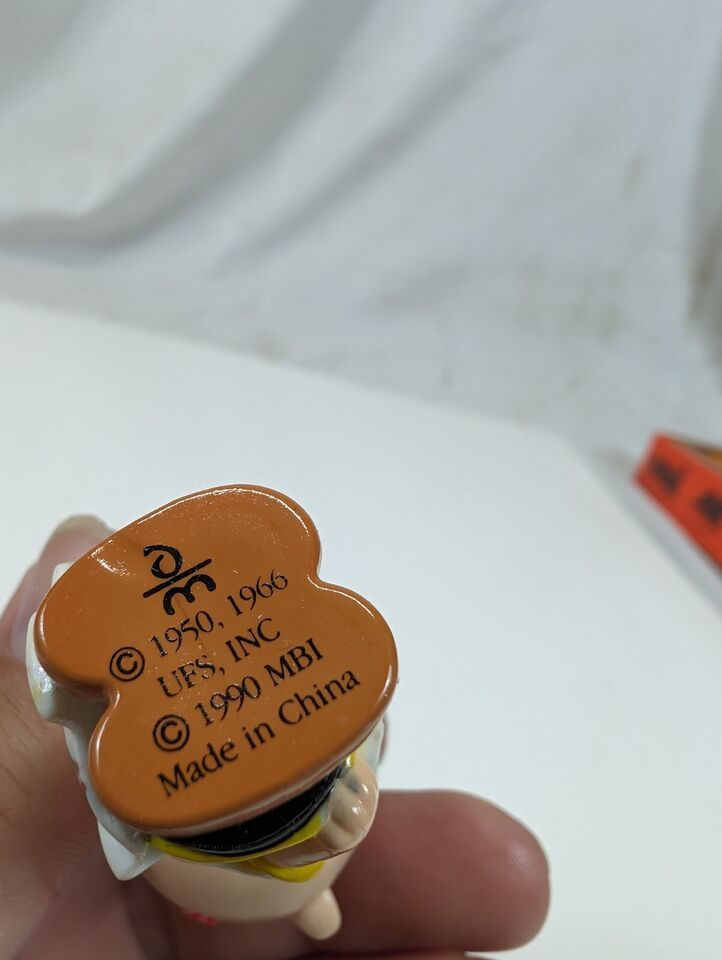 © 1950, 1966
UFS, INC
© 1990 MBI
Made in China